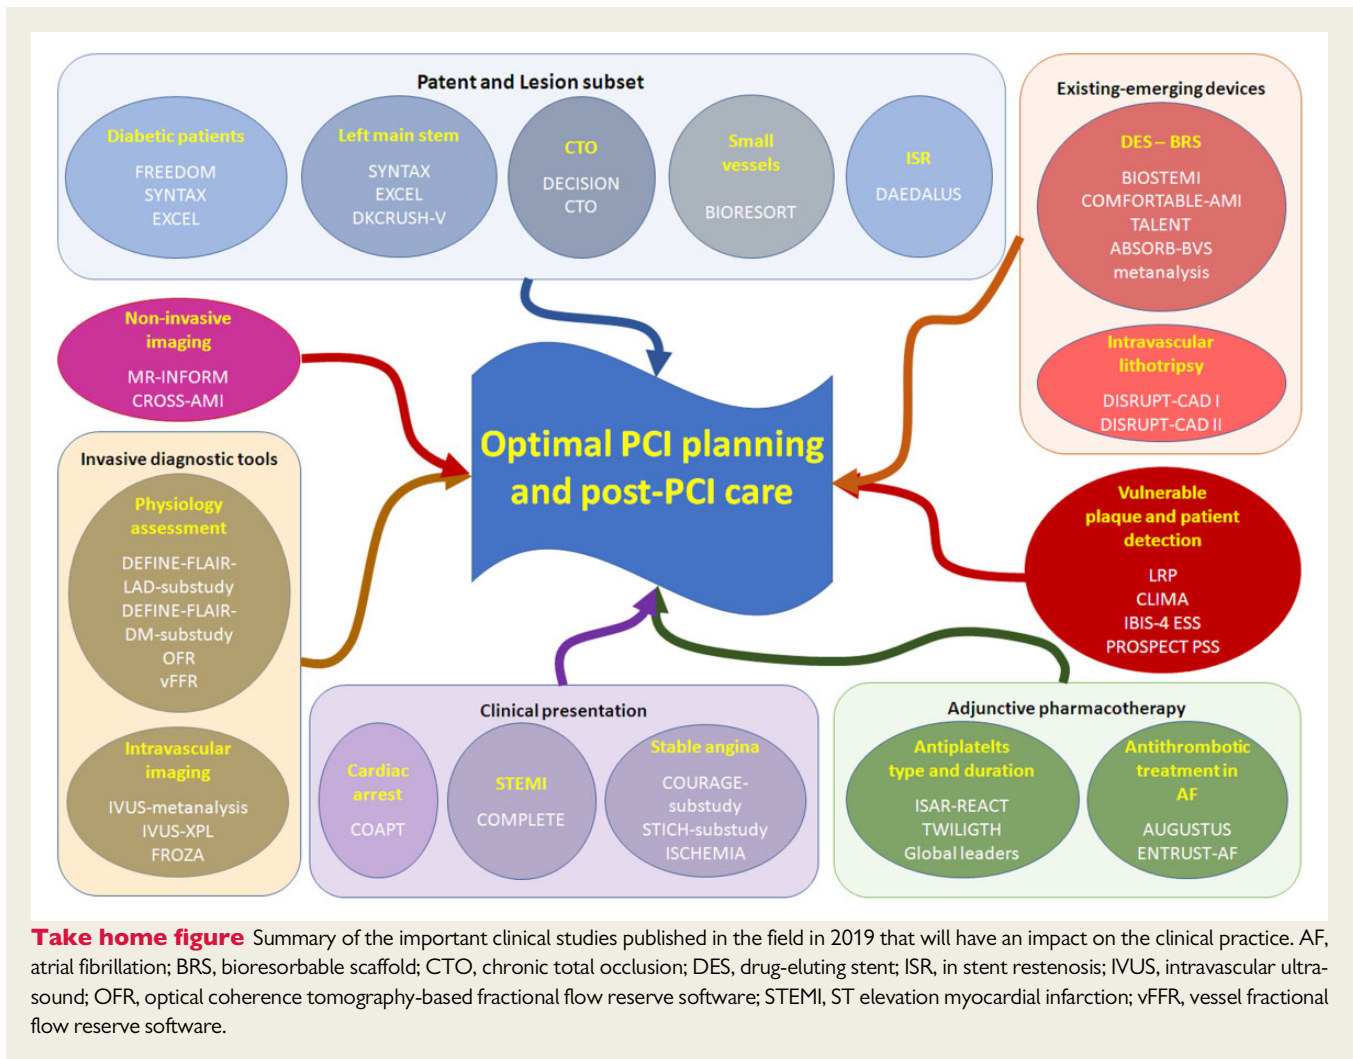 Patent and Lesion subset
Diabetic patients
FREEDOM
SYNTAX
EXCEL
Left main stem
SYNTAX
EXCEL
DKCRUSH-V
CTO
DECISION
CTO
Small
vessels
BIORESORT
ISR
DAEDALUS
Existing-emerging devices
DES – BRS
BIOSTEMI
COMFORTABLE-AMI
TALENT
ABSORB-BVS
metanalysis
Intravascular
lithotripsy
DISRUPT-CAD I
DISRUPT-CAD II
Non-invasive
imaging
MR-INFORM
CROSS-AMI
Optimal PCI planning
and post-PCI care
Invasive diagnostic tools
Physiology
assessment
DEFINE-FLAIR-
LAD-substudy
DEFINE-FLAIR-
DM-substudy
OFR
vFFR
Intravascular
imaging
IVUS-metanalysis
IVUS-XPL
FROZA
Vulnerable
plaque and patient
detection
LRP
CLIMA
IBIS-4 ESS
PROSPECT PSS
Clinical presentation
Cardiac
arrest
COAPT
STEMI
COMPLETE
Stable angina
COURAGE-
substudy
STICH-substudy
ISCHEMIA
Adjunctive pharmacotherapy
Antiplatelts
type and duration
ISAR-REACT
TWILIGTH
Global leaders
Antithrombotic
treatment in
AF
AUGUSTUS
ENTRUST-AF
Take home figure Summary of the important clinical studies published in the field in 2019 that will have an impact on the clinical practice. AF,
atrial fibrillation; BRS, bioresorbable scaffold; CTO, chronic total occlusion; DES, drug-eluting stent; ISR, in stent restenosis; IVUS, intravascular ultra-
sound; OFR, optical coherence tomography-based fractional flow reserve software; STEMI, ST elevation myocardial infarction; vFFR, vessel fractional
flow reserve software.